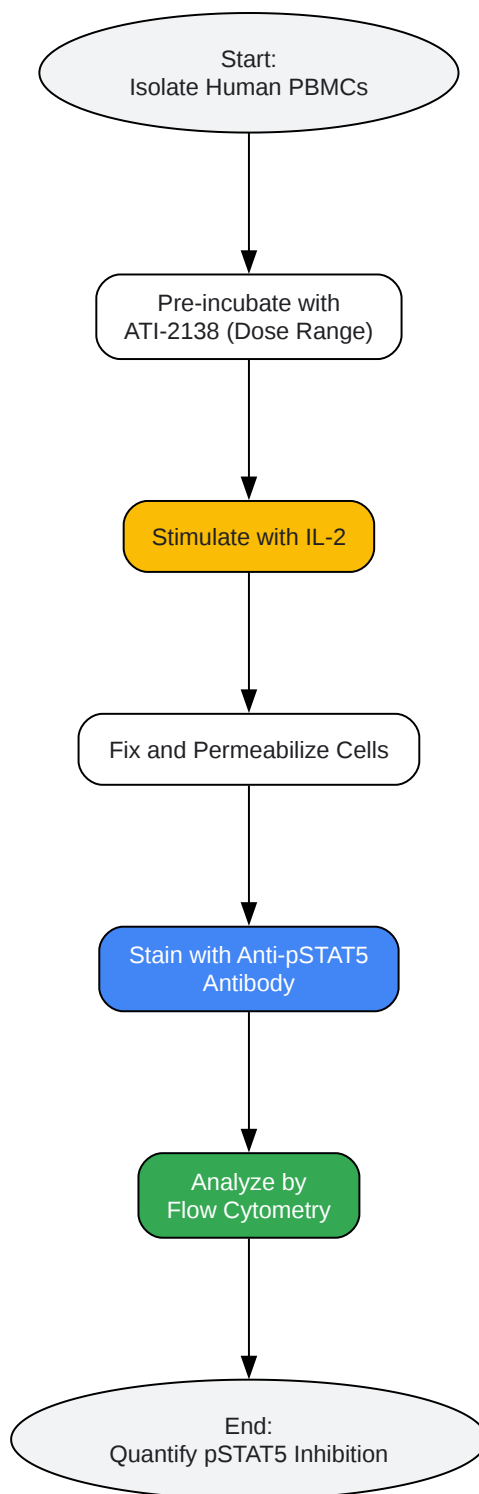 Start:
Isolate Human PBMCs
Pre-incubate with
ATI-2138 (Dose Range)
Stimulate with IL-2
Fix and Permeabilize Cells
Stain with Anti-pSTAT5
Antibody
Analyze by
Flow Cytometry
End:
Quantify pSTAT5 Inhibition